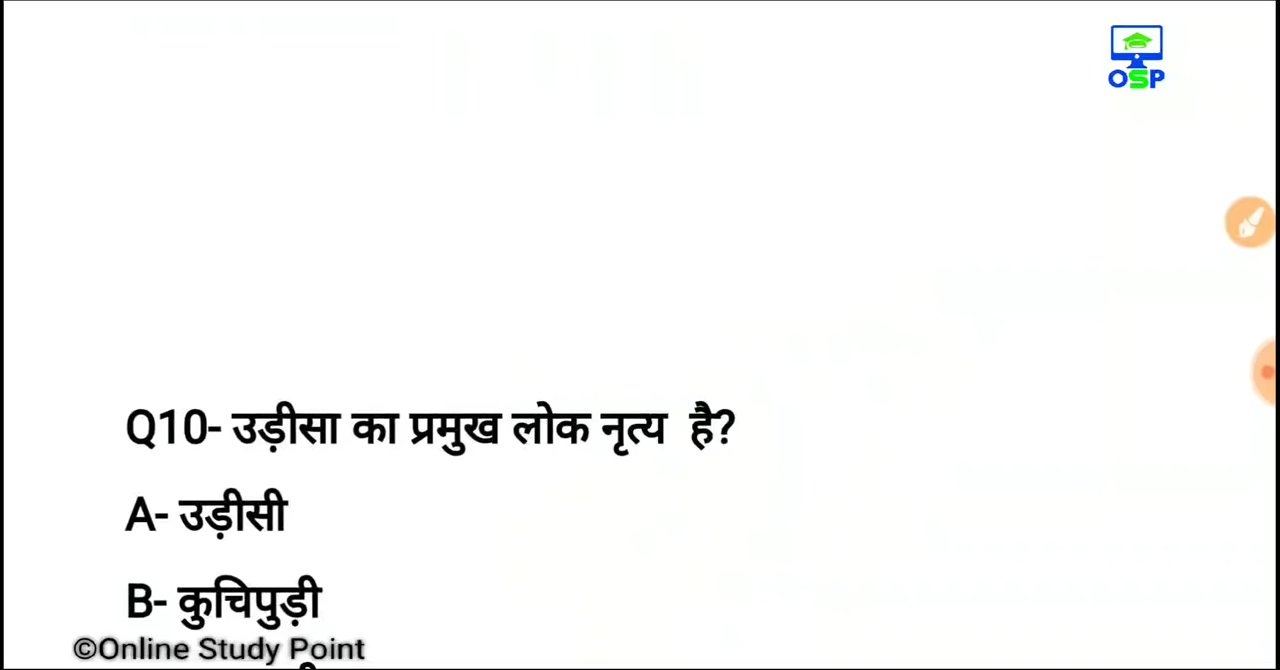 OSP
Q10- उड़ीसा का प्रमुख लोक नृत्य है?
A- उड़ीसी
B- कुचिपुड़ी
©Online Study Point